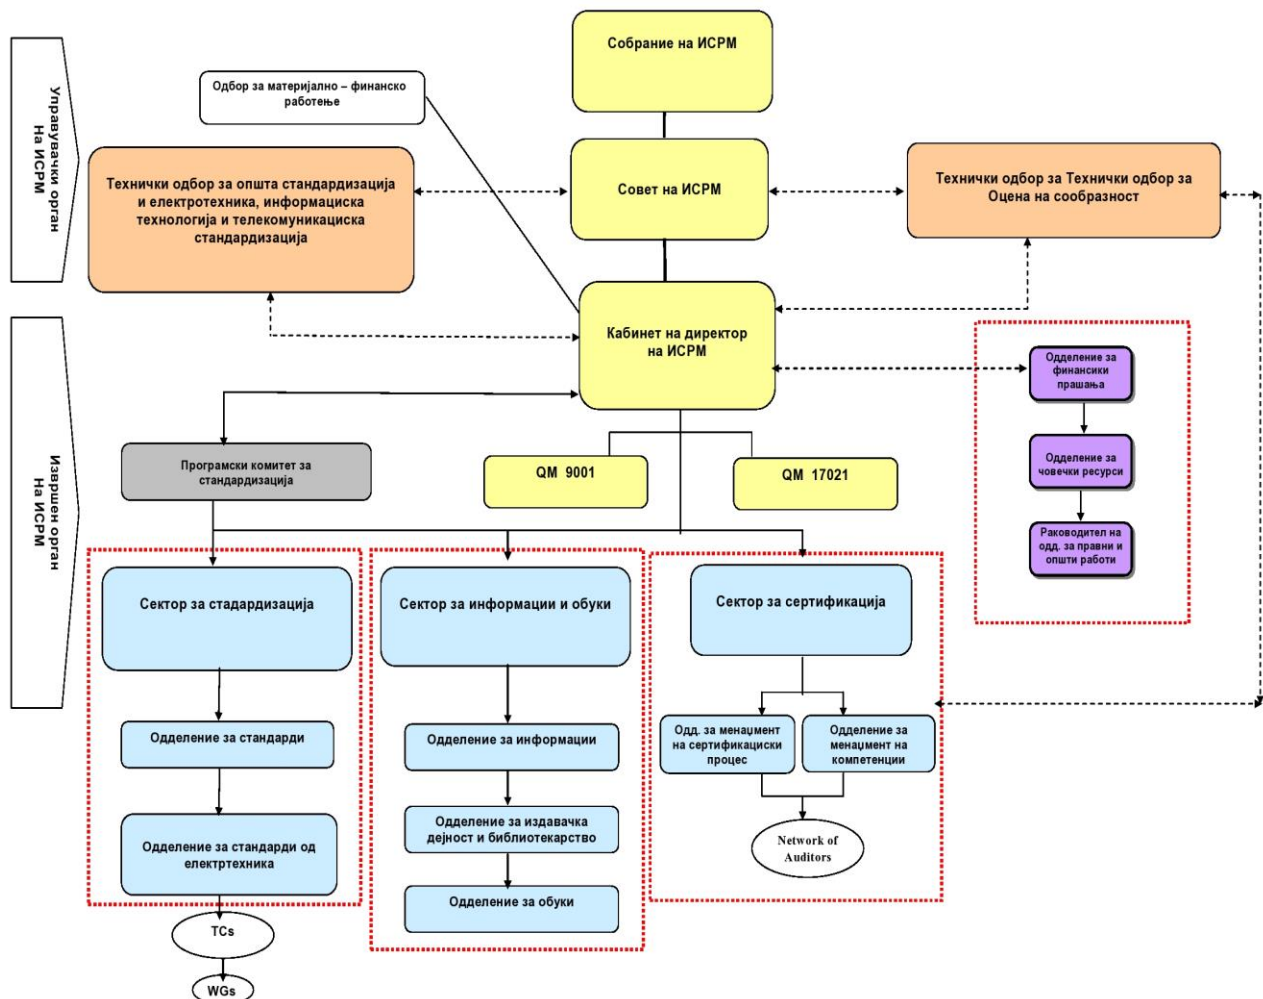 Управувачки орган
На ИСРМ
Собрание на ИСРМ
Одбор за материјално – финанско
работење
Технички одбор за општа стандардизација
и електротехника, информациска
технологија и телекомуникациска
стандардизација
Совет на ИСРМ
Технички одбор за Технички одбор за
Оцена на сообразност
Извршен орган
На ИСРМ
Кабинет на директор
на ИСРМ
Одделение за
финансики
прашања
Одделение за
човечки ресурси
Раководител на
одд. за правни и
општи работи
Програмски комитет за
стандардизација
QM 9001
QM 17021
Сектор за стадардизација
Одделение за стандарди
Одделение за стандарди од
електртехника
TCs
WGs
Сектор за информации и обуки
Одделение за информации
Одделение за издавачка
дејност и библиотекарство
Одделение за обуки
Сектор за сертификација
Одд. за менаџмент
на сертификациски
процес
Одделение за
менаџмент на
компетенции
Network of
Auditors